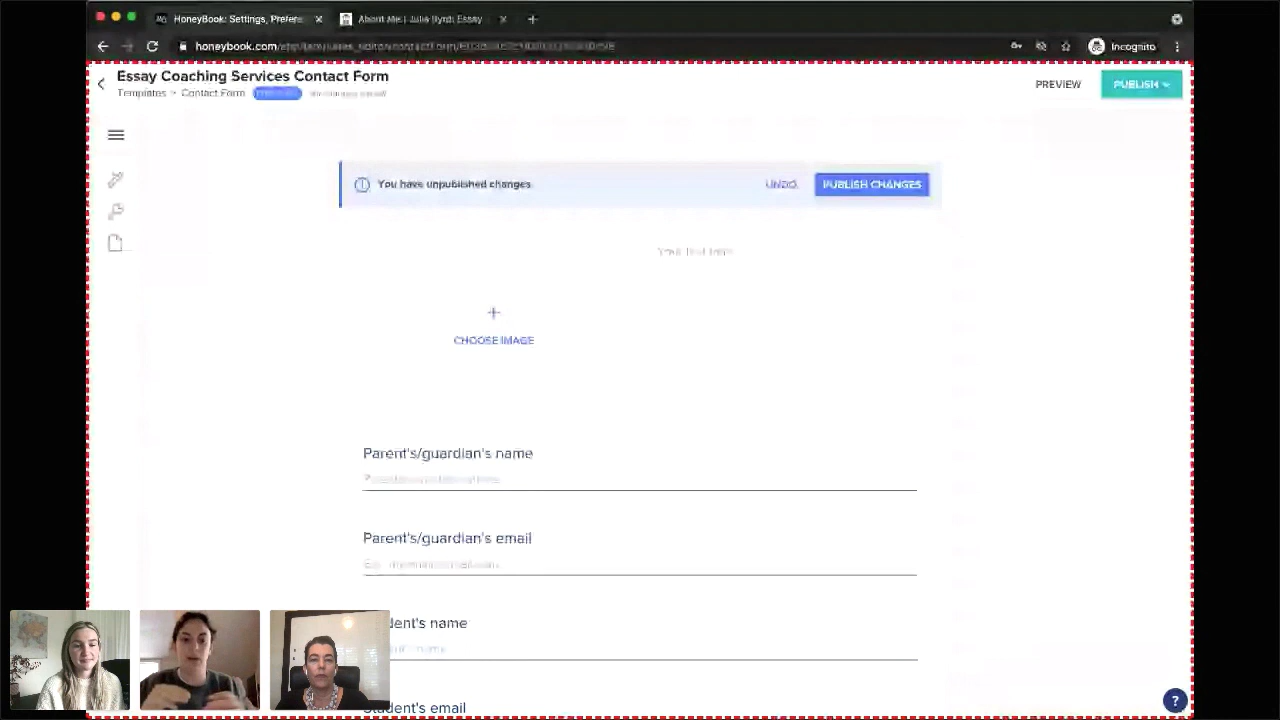 HoneyBook: Settings, Prefere
About Me | Julie Byrd: Essay
honeybook.com/
Incognito
Essay Coaching Services Contact Form
PREVIEW
PUBLISH
Templates > Contact Form
You have unpublished changes.
UNDO
PUBLISH CHANGES
CHOOSE IMAGE
Parent's/guardian's name
Parent's/guardian's email
dent's name
Student's email
?